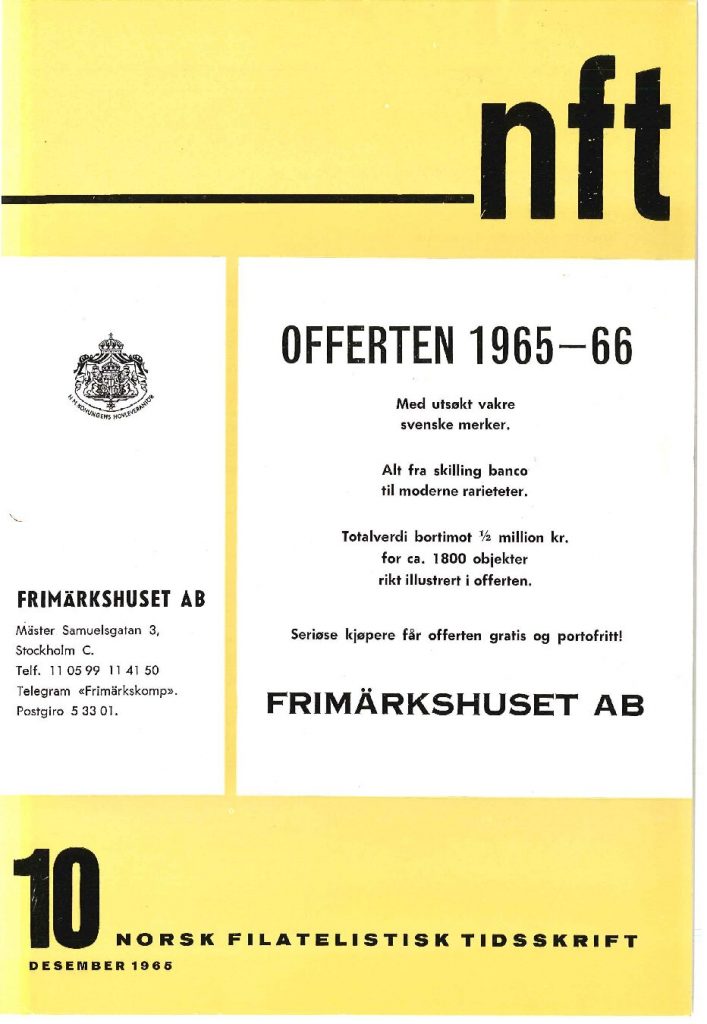 nft
H.M. KONUNGENS HOVLEVERANTÖR
FRIMÄRKSHUSET AB
Mäster Samuelsgatan 3,
Stockholm C.
Telf. 11 05 99 11 41 50
Telegram «Frimärkskomp».
Postgiro 5 33 01.
OFFERTEN 1965—66
Med utsøkt vakre
svenske merker.
Alt fra skilling banco
til moderne rarieteter.
Totalverdi bortimot ½ million kr.
for ca. 1800 objekter
rikt illustrert i offerten.
Seriøse kjøpere får offerten gratis og portofritt!
FRIMÄRKSHUSET AB
10 NORSK FILATELISTISK TIDSSKRIFT
DESEMBER 1965